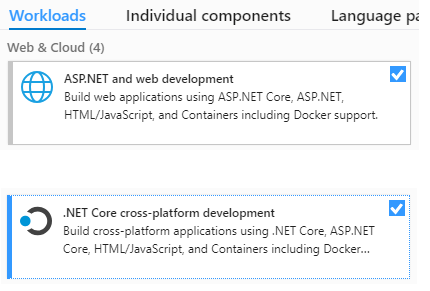 Workloads Individual components Language pa
Web & Cloud (4)
ASP.NET and web development
Build web applications using ASP.NET Core, ASP.NET,
HTML/JavaScript, and Containers including Docker support.
.NET Core cross-platform development
Build cross-platform applications using .NET Core, ASP.NET
Core, HTML/JavaScript, and Containers including Docker...